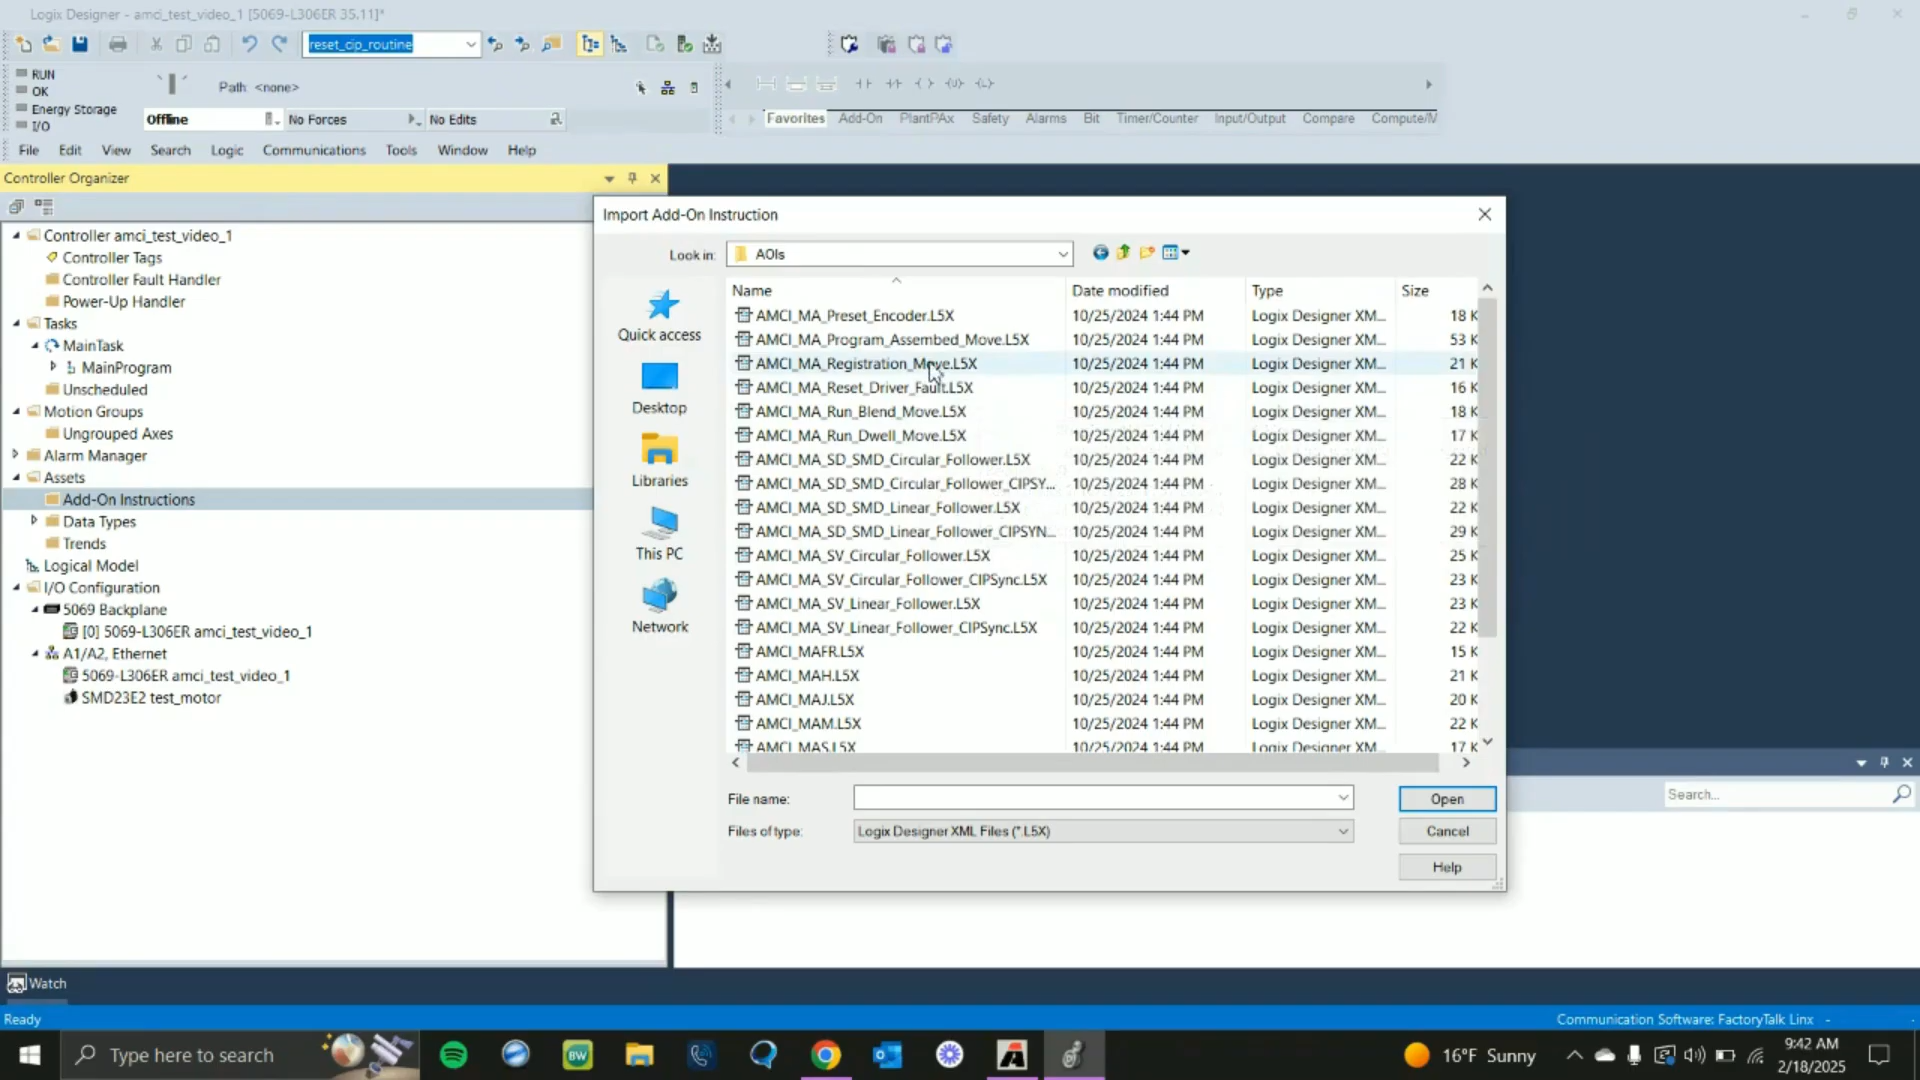 Logix Designer - amci_test_video_1 [5069-L306ER 35.11]*
reset_cip_routine
RUN
OK
Energy Storage
I/O
Path: <none>
Offline
No Forces
No Edits
Favorites Add-On PlantPAx Safety Alarms Bit Timer/Counter Input/Output Compare Compute/M
File Edit View Search Logic Communications Tools Window Help
Controller Organizer
Controller amci_test_video_1
Controller Tags
Controller Fault Handler
Power-Up Handler
Tasks
MainTask
MainProgram
Unscheduled
Motion Groups
Ungrouped Axes
Alarm Manager
Assets
Add-On Instructions
Data Types
Trends
Logical Model
I/O Configuration
5069 Backplane
[0] 5069-L306ER amci_test_video_1
A1/A2, Ethernet
5069-L306ER amci_test_video_1
SMD23E2 test_motor
Import Add-On Instruction
Look in: AOIs
Quick access
Desktop
Libraries
This PC
Network
Name Date modified Type Size
AMCI_MA_Preset_Encoder.L5X 10/25/2024 1:44 PM Logix Designer XM... 18 K
AMCI_MA_Program_Assembed_Move.L5X 10/25/2024 1:44 PM Logix Designer XM... 53 K
AMCI_MA_Registration_Move.L5X 10/25/2024 1:44 PM Logix Designer XM... 21 K
AMCI_MA_Reset_Driver_Fault.L5X 10/25/2024 1:44 PM Logix Designer XM... 16 K
AMCI_MA_Run_Blend_Move.L5X 10/25/2024 1:44 PM Logix Designer XM... 18 K
AMCI_MA_Run_Dwell_Move.L5X 10/25/2024 1:44 PM Logix Designer XM... 17 K
AMCI_MA_SD_SMD_Circular_Follower.L5X 10/25/2024 1:44 PM Logix Designer XM... 22 K
AMCI_MA_SD_SMD_Circular_Follower_CIPSY... 10/25/2024 1:44 PM Logix Designer XM... 28 K
AMCI_MA_SD_SMD_Linear_Follower.L5X 10/25/2024 1:44 PM Logix Designer XM... 22 K
AMCI_MA_SD_SMD_Linear_Follower_CIPSYN... 10/25/2024 1:44 PM Logix Designer XM... 29 K
AMCI_MA_SV_Circular_Follower.L5X 10/25/2024 1:44 PM Logix Designer XM... 25 K
AMCI_MA_SV_Circular_Follower_CIPSync.L5X 10/25/2024 1:44 PM Logix Designer XM... 23 K
AMCI_MA_SV_Linear_Follower.L5X 10/25/2024 1:44 PM Logix Designer XM... 23 K
AMCI_MA_SV_Linear_Follower_CIPSync.L5X 10/25/2024 1:44 PM Logix Designer XM... 22 K
AMCI_MAFR.L5X 10/25/2024 1:44 PM Logix Designer XM... 15 K
AMCI_MAH.L5X 10/25/2024 1:44 PM Logix Designer XM... 21 K
AMCI_MAJ.L5X 10/25/2024 1:44 PM Logix Designer XM... 20 K
AMCI_MAM.L5X 10/25/2024 1:44 PM Logix Designer XM... 22 K
AMCI_MAS.L5X 10/25/2024 1:44 PM Logix Designer XM... 17 K
File name: Open
Files of type: Logix Designer XML Files (*.L5X) Cancel
Help
Search...
Watch
Ready
Communication Software: FactoryTalk Linx -
Type here to search
BW
16°F Sunny
9:42 AM
2/18/2025